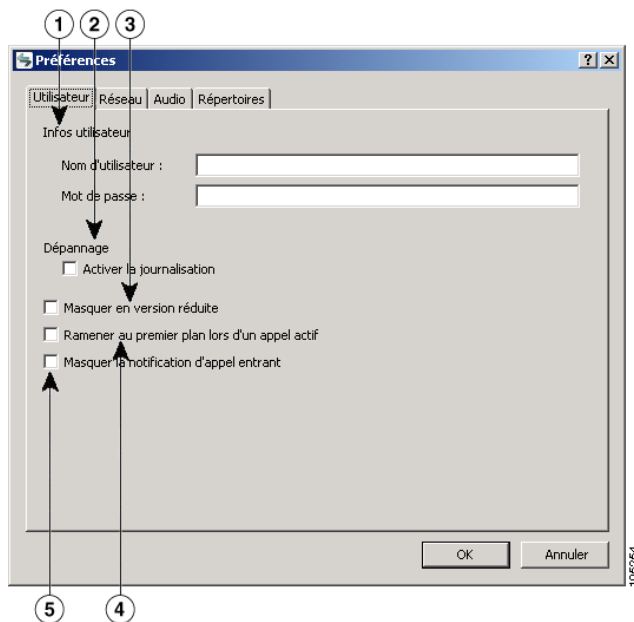 1 2 3
Préférences
Utilisateur Réseau Audio Répertoires
Infos utilisateur
Nom d'utilisateur :
Mot de passe :
Dépannage
Activer la journalisation
Masquer en version réduite
Ramener au premier plan lors d'un appel actif
Masquer la notification d'appel entrant
OK Annuler
5 4